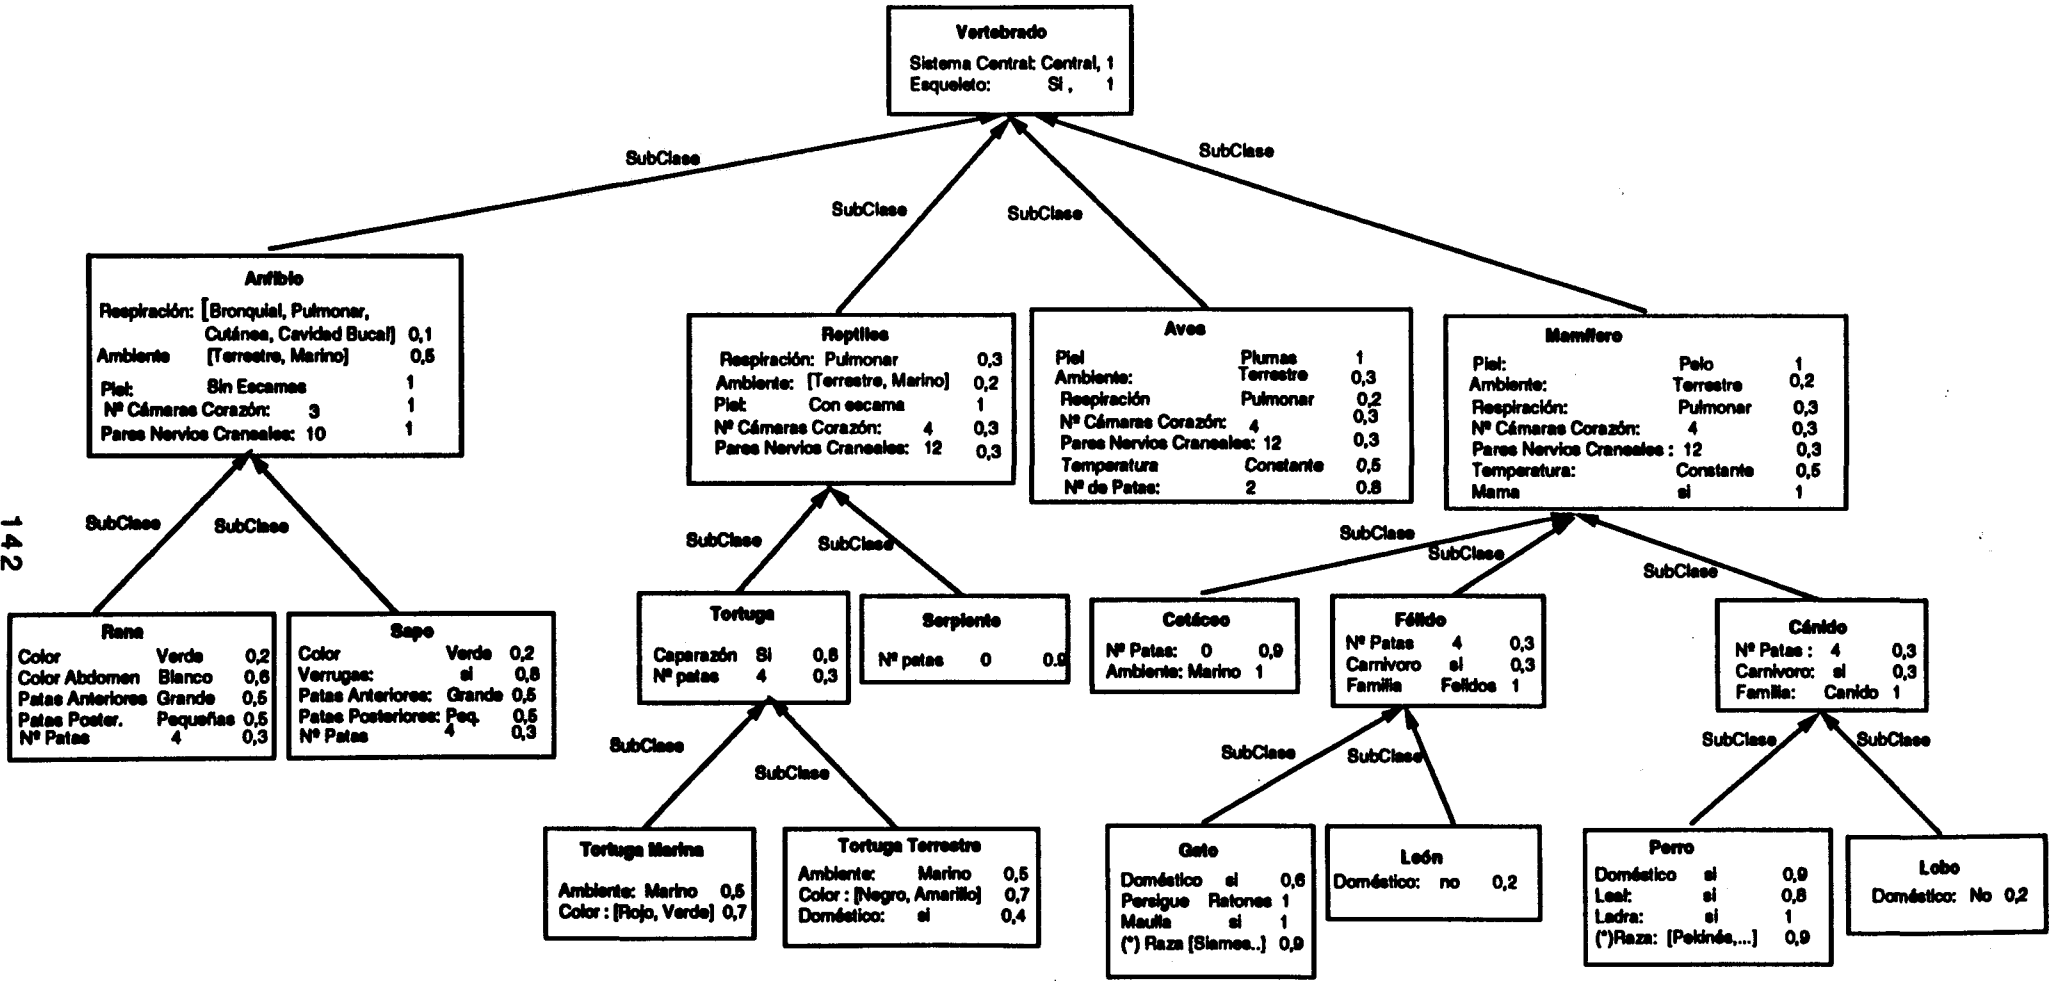 Vertebrado
Sistema Central: Central, 1
Esqueleto: Si , 1
SubClase
SubClase
SubClase
SubClase
Anfibio
Respiración: [Bronquial, Pulmonar,
Cutánea, Cavidad Bucal] 0,1
Ambiente [Terrestre, Marino] 0,5
Piel: Sin Escamas 1
Nº Cámaras Corazón: 3 1
Pares Nervios Craneales: 10 1
Reptiles
Respiración: Pulmonar 0,3
Ambiente: [Terrestre, Marino] 0,2
Piel: Con escama 1
Nº Cámaras Corazón: 4 0,3
Pares Nervios Craneales: 12 0,3
Aves
Piel Plumas 1
Ambiente: Terrestre 0,3
Respiración Pulmonar 0,2
Nº Cámaras Corazón: 4 0,3
Pares Nervios Craneales: 12 0,3
Temperatura Constante 0,5
Nº de Patas: 2 0.8
Mamífero
Piel: Pelo 1
Ambiente: Terrestre 0,2
Respiración: Pulmonar 0,3
Nº Cámaras Corazón: 4 0,3
Pares Nervios Craneales : 12 0,3
Temperatura: Constante 0,5
Mama si 1
SubClase
SubClase
SubClase
SubClase
SubClase
SubClase
SubClase
142
Rana
Color Verde 0,2
Color Abdomen Blanco 0,6
Patas Anteriores Grande 0,5
Patas Poster. Pequeñas 0,5
Nº Patas 4 0,3
Sapo
Color Verde 0,2
Verrugas: si 0,8
Patas Anteriores: Grande 0,5
Patas Posteriores: Peq. 0,5
Nº Patas 4 0,3
Tortuga
Caparazón Si 0,8
Nº patas 4 0,3
Serpiente
Nº patas 0 0.9
Cetáceo
Nº Patas: 0 0,9
Ambiente: Marino 1
Félido
Nº Patas 4 0,3
Carnivoro si 0,3
Familia Felidos 1
Cánido
Nº Patas : 4 0,3
Carnivoro: si 0,3
Familia: Canido 1
SubClase
SubClase
SubClase
SubClase
SubClase
SubClase
Tortuga Marina
Ambiente: Marino 0,5
Color : [Rojo, Verde] 0,7
Tortuga Terrestre
Ambiente: Marino 0,5
Color : [Negro, Amarillo] 0,7
Doméstico: si 0,4
Gato
Doméstico si 0,6
Persigue Ratones 1
Maulla si 1
(*) Raza [Siames..] 0,9
León
Doméstico: no 0,2
Perro
Doméstico si 0,9
Leal: si 0,8
Ladra: si 1
(*)Raza: [Pekinés,...] 0,9
Lobo
Doméstico: No 0,2